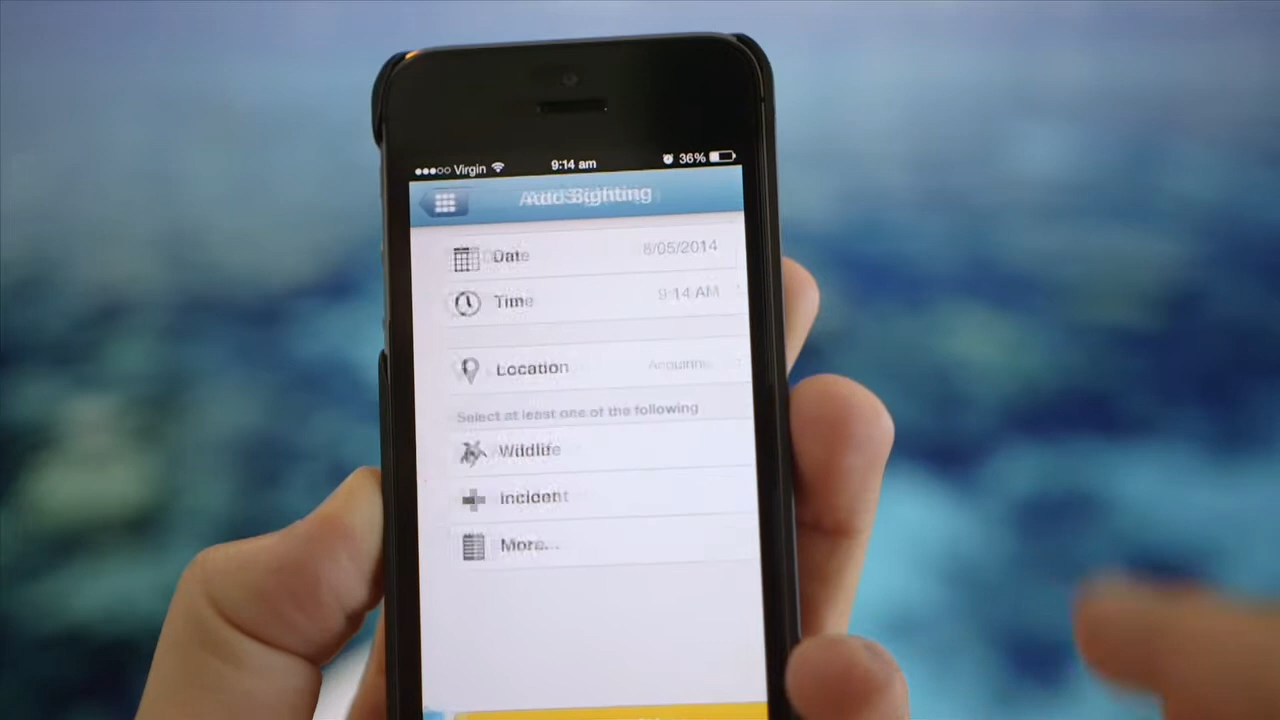 Virgin 9:14 am 36%
Add Sighting
Date 8/05/2014
Time 9:14 AM
Location
Select at least one of the following
Wildlife
Incident
More...